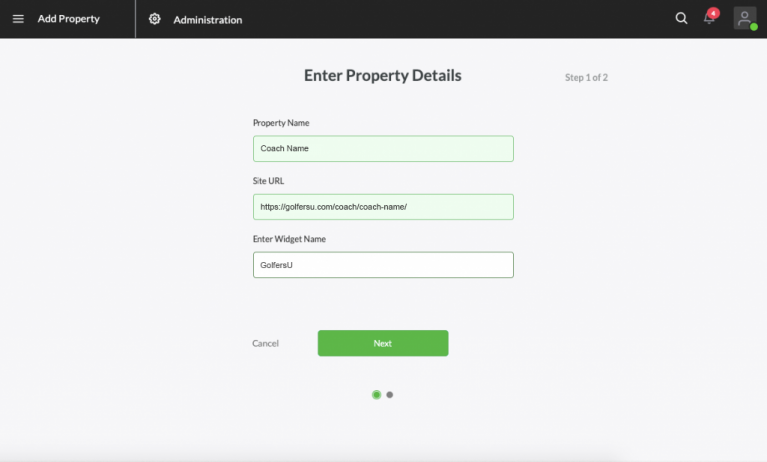 Add Property
Administration
4
Enter Property Details
Step 1 of 2
Property Name
Coach Name
Site URL
https://golfersu.com/coach/coach-name/
Enter Widget Name
GolfersU
Cancel
Next